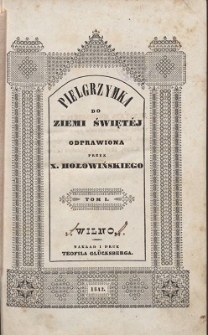 PIELGRZYMKA
DO
ZIEMI ŚWIĘTÉJ
ODPRAWIONA
PRZEZ
X. HOŁOWIŃSKIEGO
TOM I.
WILNO,
NAKŁAD I DRUK
TEOFILA GLÜCKSBERGA.
1842.